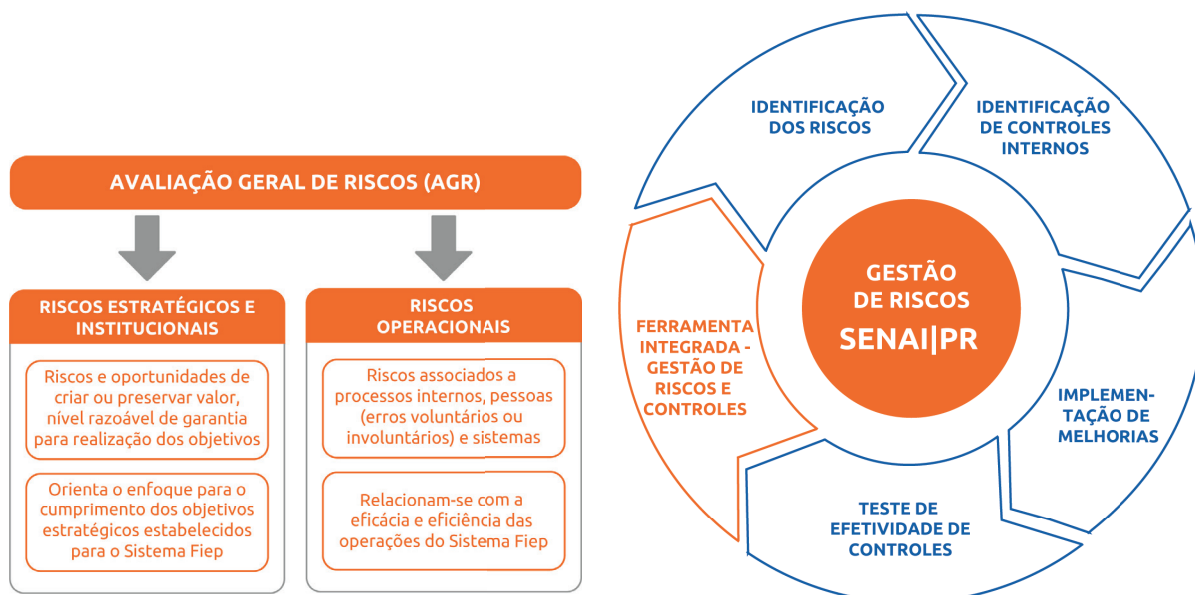 AVALIAÇÃO GERAL DE RISCOS (AGR)
RISCOS ESTRATÉGICOS E
INSTITUCIONAIS
Riscos e oportunidades de
criar ou preservar valor,
nível razoável de garantia
para realização dos objetivos
Orienta o enfoque para o
cumprimento dos objetivos
estratégicos estabelecidos
para o Sistema Fiep
RISCOS
OPERACIONAIS
Riscos associados a
processos internos, pessoas
(erros voluntários ou
involuntários) e sistemas
Relacionam-se com a
eficácia e eficiência das
operações do Sistema Fiep
IDENTIFICAÇÃO
DOS RISCOS
IDENTIFICAÇÃO
DE CONTROLES
INTERNOS
IMPLEMEN-
TAÇÃO DE
MELHORIAS
TESTE DE
EFETIVIDADE DE
CONTROLES
FERRAMENTA
INTEGRADA -
GESTÃO DE
RISCOS E
CONTROLES
GESTÃO
DE RISCOS
SENAI|PR